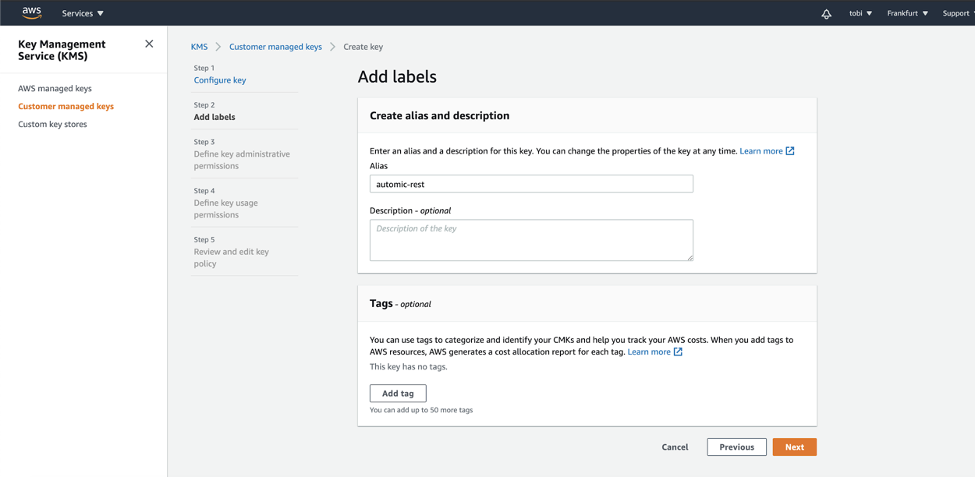 aws Services tobi Frankfurt Support
Key Management
Service (KMS)
AWS managed keys
Customer managed keys
Custom key stores
KMS > Customer managed keys > Create key
Step 1
Configure key
Step 2
Add labels
Step 3
Define key administrative
permissions
Step 4
Define key usage
permissions
Step 5
Review and edit key
policy
Add labels
Create alias and description
Enter an alias and a description for this key. You can change the properties of the key at any time. Learn more
Alias
automic-rest
Description - optional
Description of the key
Tags - optional
You can use tags to categorize and identify your CMKs and help you track your AWS costs. When you add tags to
AWS resources, AWS generates a cost allocation report for each tag. Learn more
This key has no tags.
Add tag
You can add up to 50 more tags
Cancel Previous Next